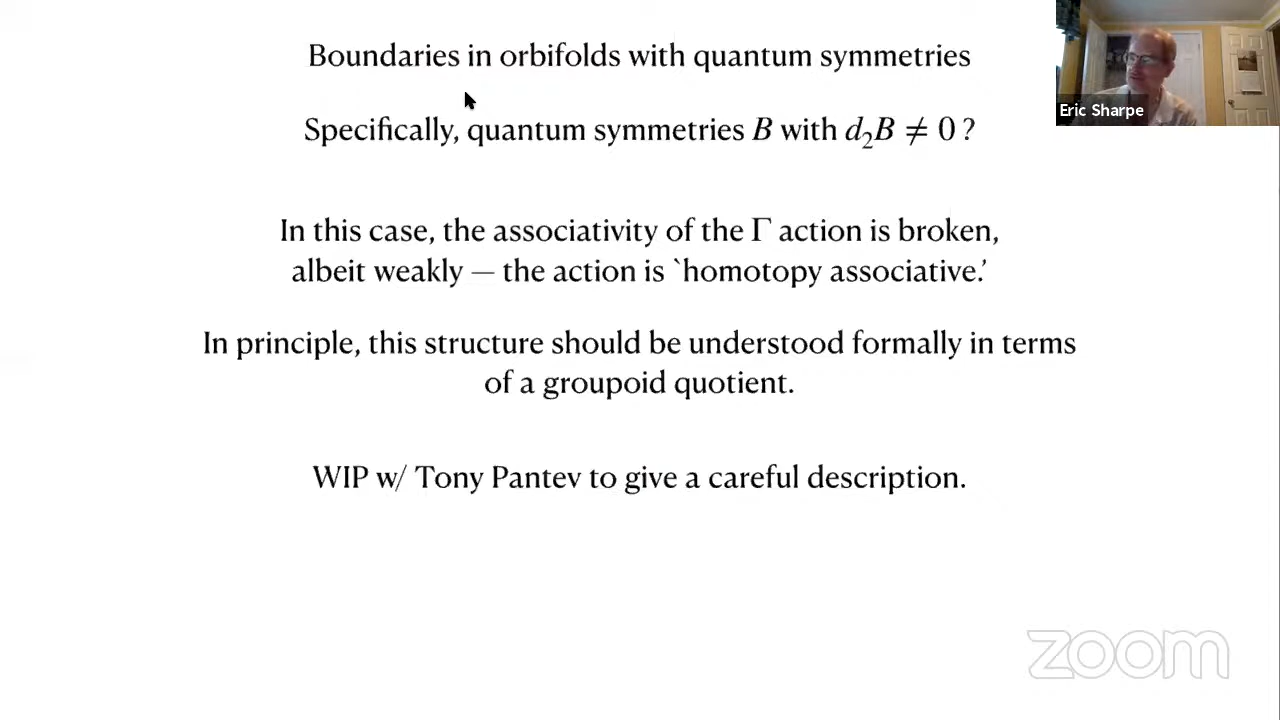 Boundaries in orbifolds with quantum symmetries
Eric Sharpe
Specifically, quantum symmetries B with d₂B ≠ 0 ?
In this case, the associativity of the Γ action is broken,
albeit weakly — the action is `homotopy associative.'
In principle, this structure should be understood formally in terms
of a groupoid quotient.
WIP w/ Tony Pantev to give a careful description.
zoom